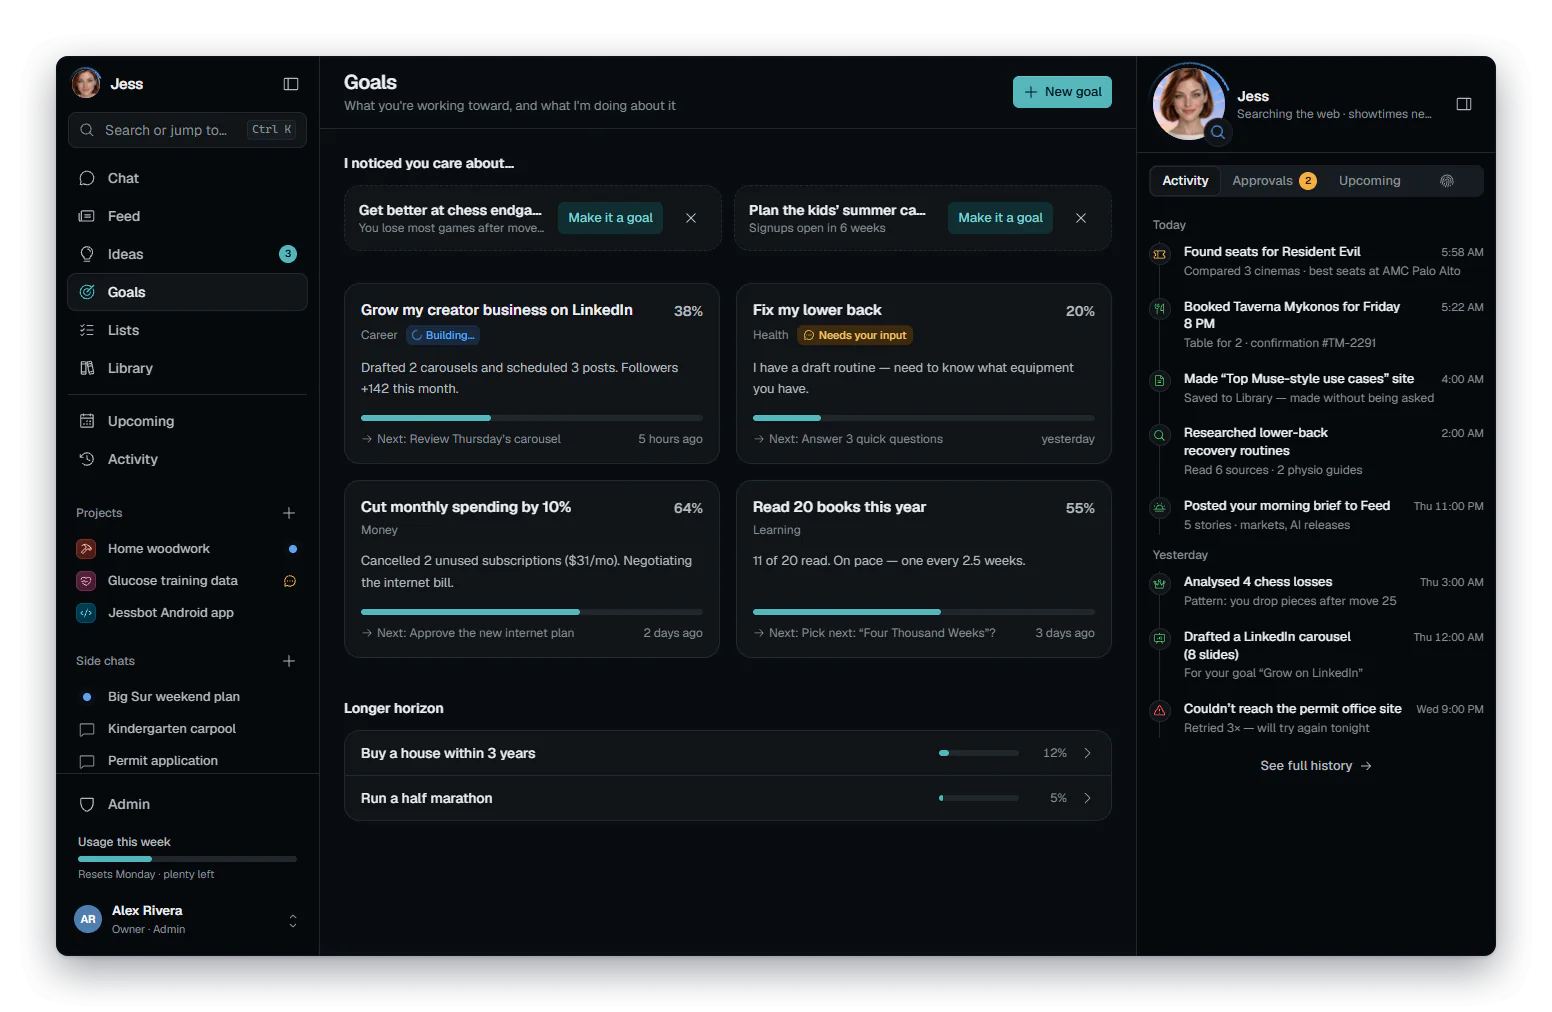 Jess
Search or jump to...
Ctrl K
Chat
Feed
Ideas
3
Goals
Lists
Library
Upcoming
Activity
Projects
Home woodwork
Glucose training data
Jessbot Android app
Side chats
Big Sur weekend plan
Kindergarten carpool
Permit application
Admin
Usage this week
Resets Monday · plenty left
AR
Alex Rivera
Owner · Admin
Goals
What you're working toward, and what I'm doing about it
New goal
I noticed you care about...
Get better at chess endga...
You lose most games after move...
Make it a goal
Plan the kids' summer ca...
Signups open in 6 weeks
Make it a goal
Grow my creator business on LinkedIn
38%
Career
Building...
Drafted 2 carousels and scheduled 3 posts. Followers
+142 this month.
→ Next: Review Thursday's carousel
5 hours ago
Fix my lower back
20%
Health
Needs your input
I have a draft routine — need to know what equipment
you have.
→ Next: Answer 3 quick questions
yesterday
Cut monthly spending by 10%
64%
Money
Cancelled 2 unused subscriptions ($31/mo). Negotiating
the internet bill.
→ Next: Approve the new internet plan
2 days ago
Read 20 books this year
55%
Learning
11 of 20 read. On pace — one every 2.5 weeks.
→ Next: Pick next: “Four Thousand Weeks”?
3 days ago
Longer horizon
Buy a house within 3 years
12%
Run a half marathon
5%
Jess
Searching the web · showtimes ne...
Activity
Approvals
2
Upcoming
Today
Found seats for Resident Evil
5:58 AM
Compared 3 cinemas · best seats at AMC Palo Alto
Booked Taverna Mykonos for Friday
8 PM
5:22 AM
Table for 2 · confirmation #TM-2291
Made “Top Muse-style use cases” site
4:00 AM
Saved to Library — made without being asked
Researched lower-back
recovery routines
2:00 AM
Read 6 sources · 2 physio guides
Posted your morning brief to Feed
Thu 11:00 PM
5 stories · markets, AI releases
Yesterday
Analysed 4 chess losses
Thu 3:00 AM
Pattern: you drop pieces after move 25
Drafted a LinkedIn carousel
(8 slides)
Thu 12:00 AM
For your goal “Grow on LinkedIn”
Couldn't reach the permit office site
Wed 9:00 PM
Retried 3× — will try again tonight
See full history →